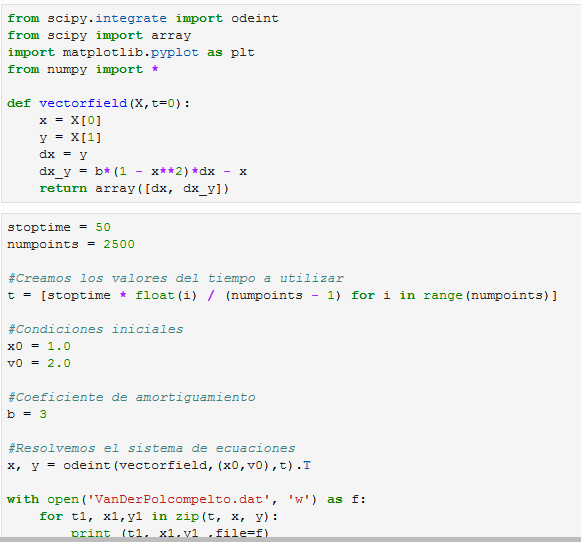 from scipy.integrate import odeint
from scipy import array
import matplotlib.pyplot as plt
from numpy import *
def vectorfield(X,t=0):
x = X[0]
y = X[1]
dx = y
dx_y = b*(1 - x**2)*dx - x
return array([dx, dx_y])
stoptime = 50
numpoints = 2500
#Creamos los valores del tiempo a utilizar
t = [stoptime * float(i) / (numpoints - 1) for i in range(numpoints)]
#Condiciones iniciales
x0 = 1.0
v0 = 2.0
#Coeficiente de amortiguamiento
b = 3
#Resolvemos el sistema de ecuaciones
x, y = odeint(vectorfield,(x0,v0),t).T
with open('VanDerPolcompelto.dat', 'w') as f:
for t1, x1,y1 in zip(t, x, y):
print (t1, x1,y1 ,file=f)